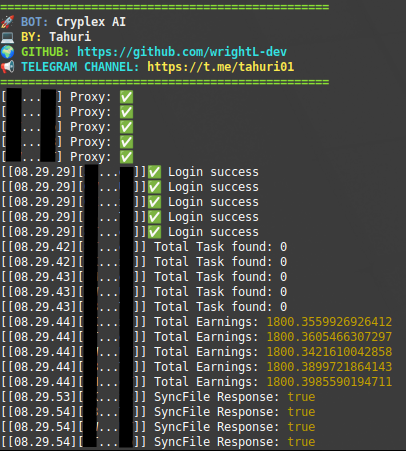 =============================================
🚀 BOT: Cryplex AI
💻 BY: Tahuri
🌍 GITHUB: https://github.com/wrightL-dev
📢 TELEGRAM CHANNEL: https://t.me/tahuri01
=============================================
[...] Proxy: ✅
[...] Proxy: ✅
[...] Proxy: ✅
[...] Proxy: ✅
[...] Proxy: ✅
[[08.29.29][...]]✅ Login success
[[08.29.29][...]]✅ Login success
[[08.29.29][...]]✅ Login success
[[08.29.29][...]]✅ Login success
[[08.29.29][...]]✅ Login success
[[08.29.42][...]] Total Task found: 0
[[08.29.42][...]] Total Task found: 0
[[08.29.43][...]] Total Task found: 0
[[08.29.43][...]] Total Task found: 0
[[08.29.43][...]] Total Task found: 0
[[08.29.44][...]] Total Earnings: 1800.3559926926412
[[08.29.44][...]] Total Earnings: 1800.3605466307297
[[08.29.44][...]] Total Earnings: 1800.3421610042858
[[08.29.44][...]] Total Earnings: 1800.3899721864143
[[08.29.44][...]] Total Earnings: 1800.3985590194711
[[08.29.53][...]] SyncFile Response: true
[[08.29.54][...]] SyncFile Response: true
[[08.29.54][...]] SyncFile Response: true
[[08.29.54][...]] SyncFile Response: true